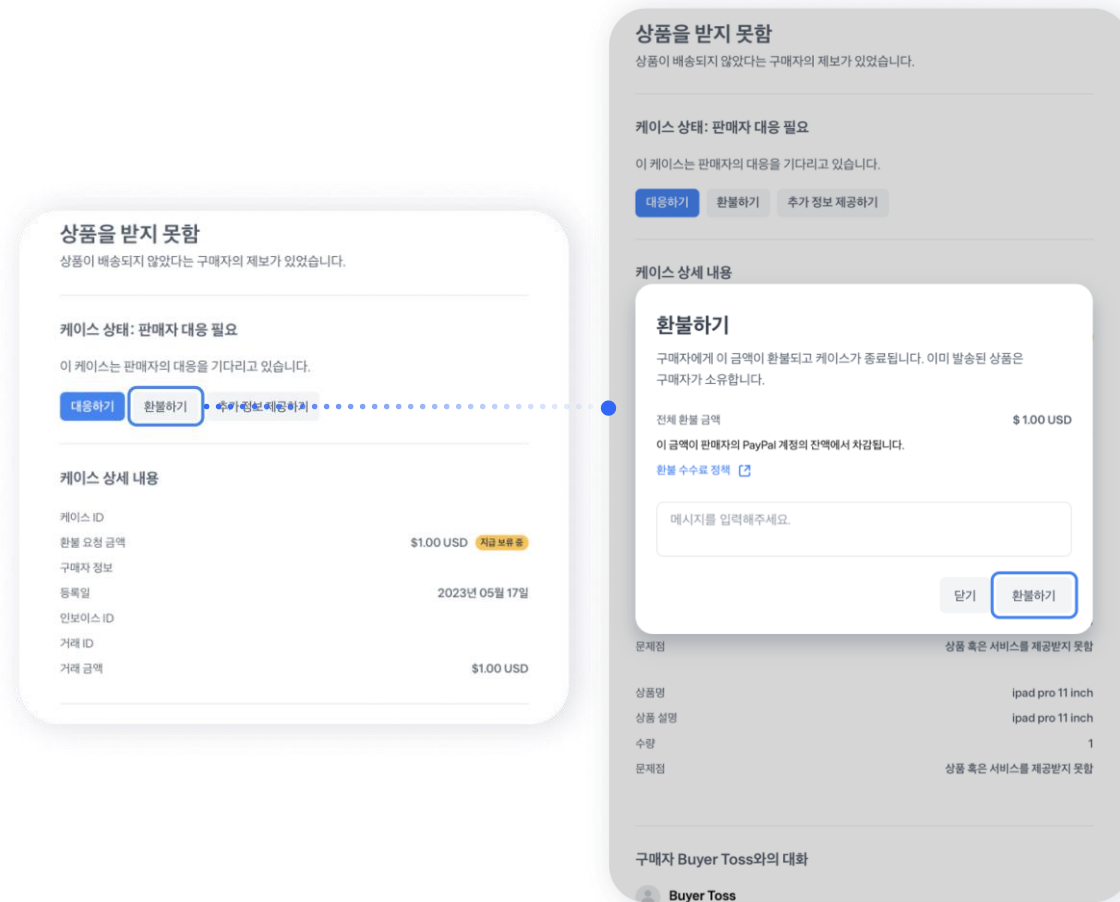 상품을 받지 못함
상품이 배송되지 않았다는 구매자의 제보가 있었습니다.
케이스 상태: 판매자 대응 필요
이 케이스는 판매자의 대응을 기다리고 있습니다.
대응하기 환불하기 추가 정보 제공하기
케이스 상세 내용
케이스 ID
환불 요청 금액 $1.00 USD 지급 보류 중
구매자 정보
등록일 2023년 05월 17일
인보이스 ID
거래 ID
거래 금액 $1.00 USD
상품을 받지 못함
상품이 배송되지 않았다는 구매자의 제보가 있었습니다.
케이스 상태: 판매자 대응 필요
이 케이스는 판매자의 대응을 기다리고 있습니다.
대응하기 환불하기 추가 정보 제공하기
케이스 상세 내용
환불하기
구매자에게 이 금액이 환불되고 케이스가 종료됩니다. 이미 발송된 상품은
구매자가 소유합니다.
전체 환불 금액 $ 1.00 USD
이 금액이 판매자의 PayPal 계정의 잔액에서 차감됩니다.
환불 수수료 정책
메시지를 입력해주세요.
닫기 환불하기
문제점 상품 혹은 서비스를 제공받지 못함
상품명 ipad pro 11 inch
상품 설명 ipad pro 11 inch
수량 1
문제점 상품 혹은 서비스를 제공받지 못함
구매자 Buyer Toss와의 대화
Buyer Toss